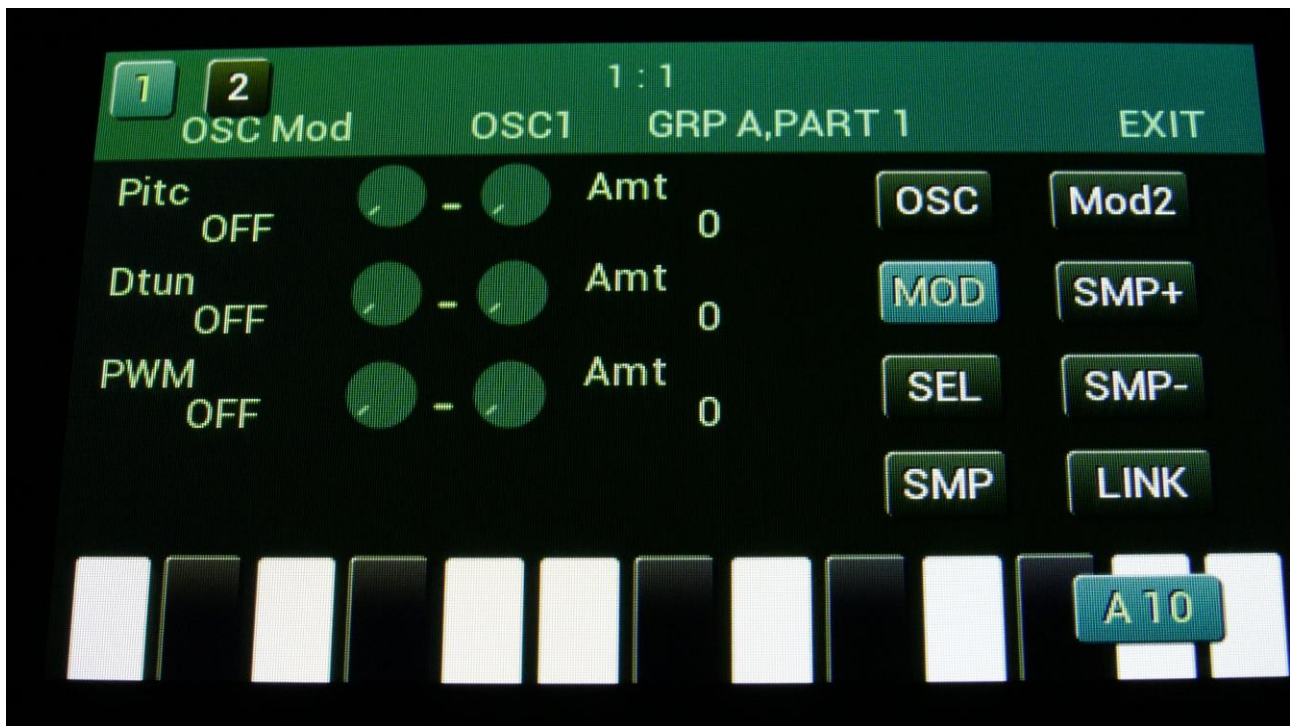 1 2 1 : 1
OSC Mod OSC1 GRP A,PART 1 EXIT
Pitc Amt OSC Mod2
OFF - 0
Dtun Amt MOD SMP+
OFF - 0
PWM Amt SEL SMP-
OFF - 0
SMP LINK
A 10